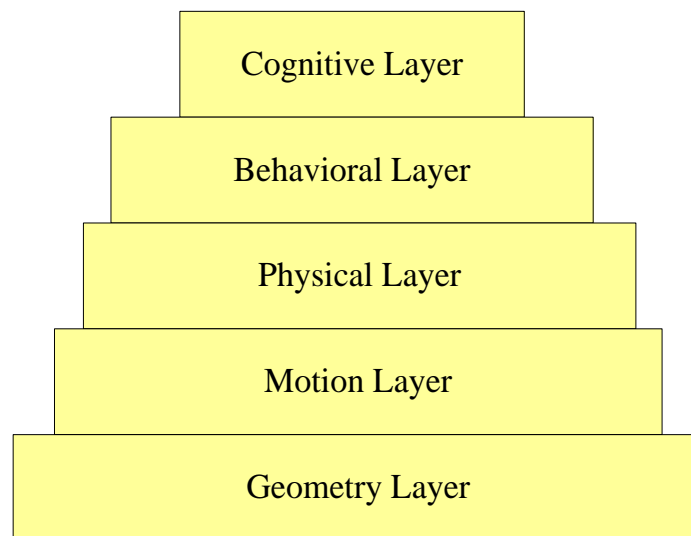 Cognitive Layer
Behavioral Layer
Physical Layer
Motion Layer
Geometry Layer